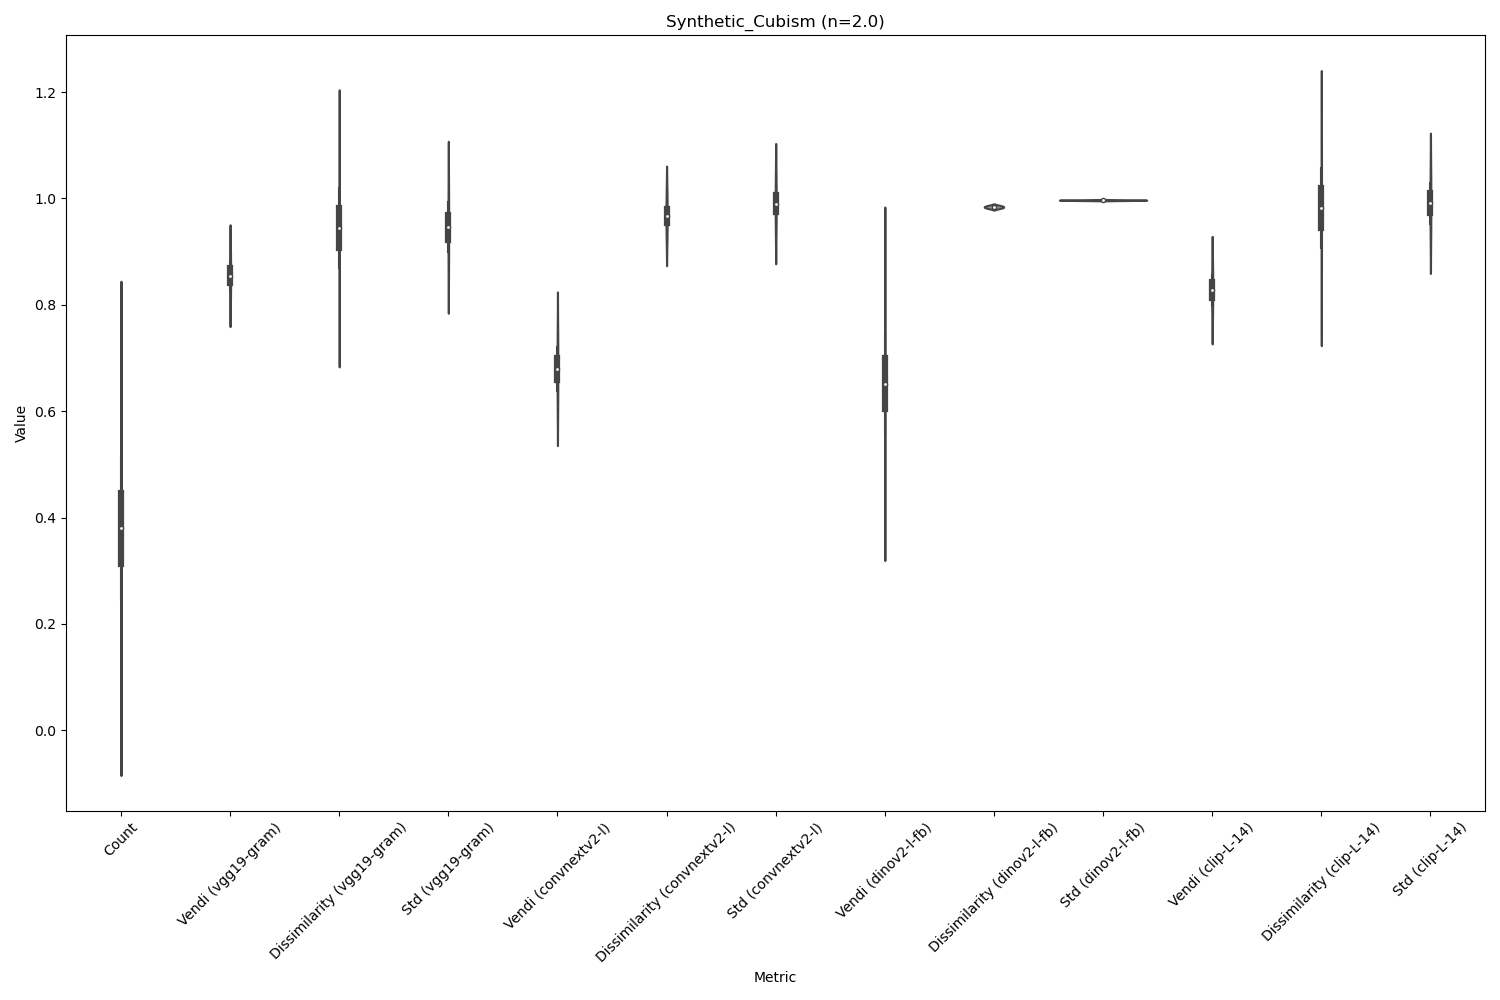 Synthetic_Cubism (n=2.0)
1.2
1.0
0.8
0.6
0.4
0.2
0.0
Value
Count
Vendi (vgg19-gram)
Dissimilarity (vgg19-gram)
Std (vgg19-gram)
Vendi (convnextv2-l)
Dissimilarity (convnextv2-l)
Std (convnextv2-l)
Vendi (dinov2-l-fb)
Dissimilarity (dinov2-l-fb)
Std (dinov2-l-fb)
Vendi (clip-L-14)
Dissimilarity (clip-L-14)
Std (clip-L-14)
Metric